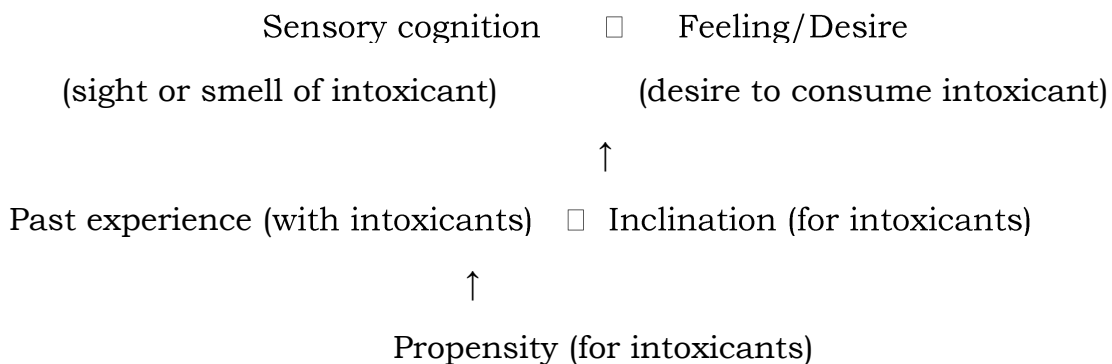 Sensory cognition □ Feeling/Desire
(sight or smell of intoxicant) (desire to consume intoxicant)
↑
Past experience (with intoxicants) □ Inclination (for intoxicants)
↑
Propensity (for intoxicants)